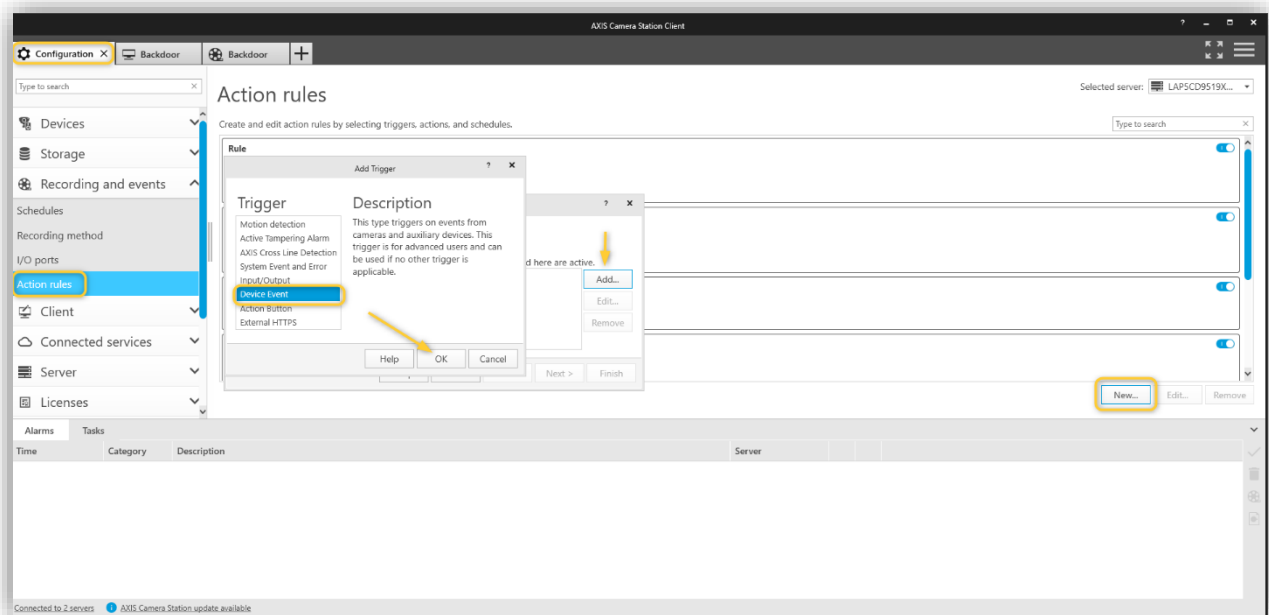 AXIS Camera Station Client
Configuration
Backdoor
Backdoor
Type to search
Selected server: LAP5CD9519X...
Action rules
Create and edit action rules by selecting triggers, actions, and schedules.
Type to search
Devices
Storage
Recording and events
Schedules
Recording method
I/O ports
Action rules
Client
Connected services
Server
Licenses
Rule
Add Trigger
Trigger
Motion detection
Active Tampering Alarm
AXIS Cross Line Detection
System Event and Error
Input/Output
Device Event
Action Button
External HTTPS
Description
This type triggers on events from
cameras and auxiliary devices. This
trigger is for advanced users and can
be used if no other trigger is
applicable.
Help OK Cancel
d here are active.
Add...
Edit...
Remove
Next > Finish
New... Edit... Remove
Alarms Tasks
Time Category Description Server
Connected to 2 servers AXIS Camera Station update available